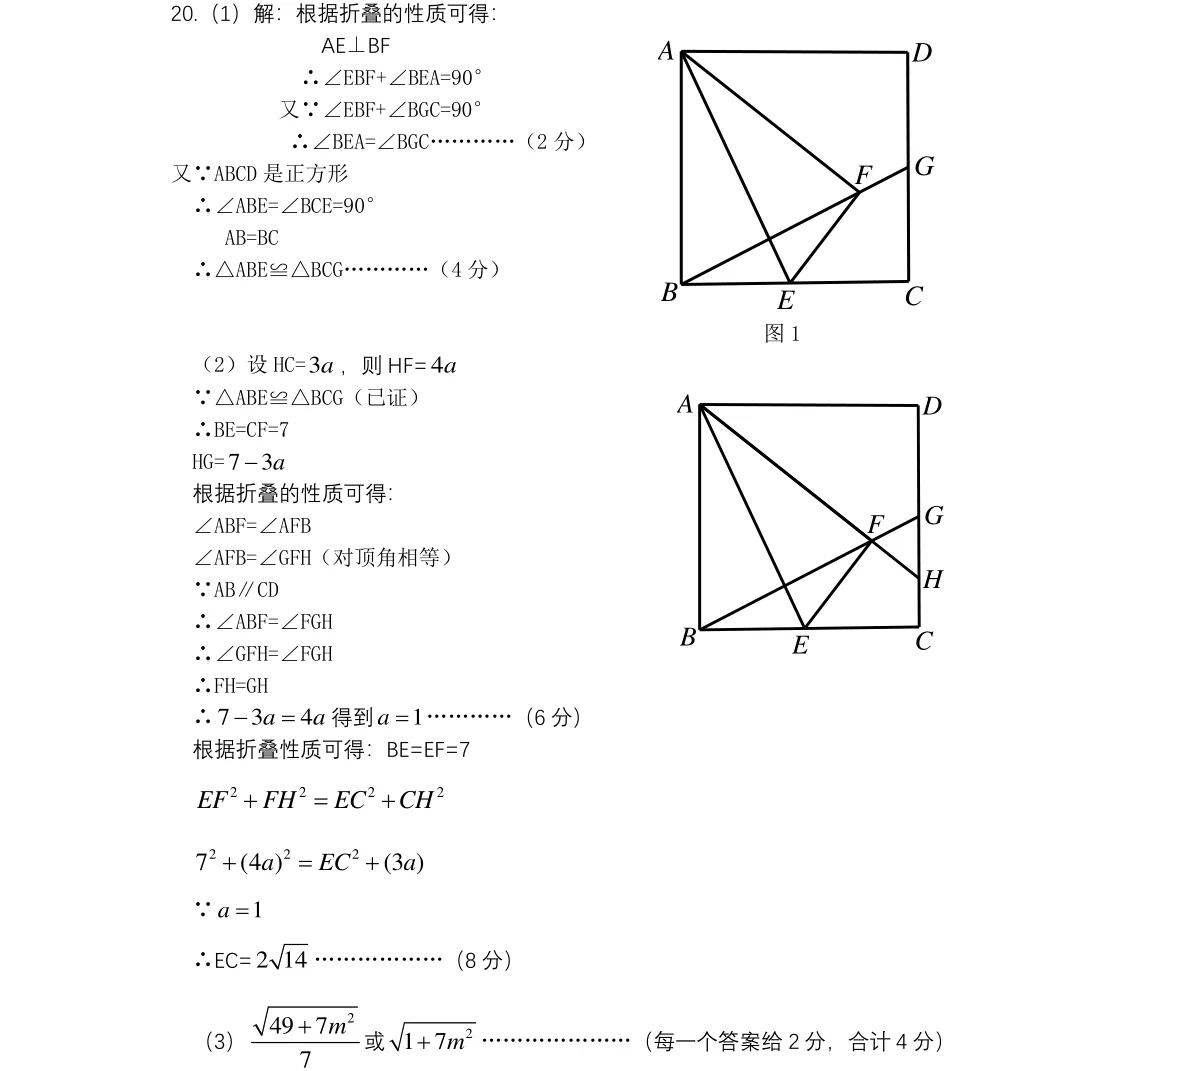 20.（1）解：根据折叠的性质可得：
AE⊥BF
∴∠EBF+∠BEA=90°
又∵∠EBF+∠BGC=90°
∴∠BEA=∠BGC…………（2 分）
又∵ABCD 是正方形
∴∠ABE=∠BCE=90°
AB=BC
∴△ABE≌△BCG…………（4 分）
A
D
F
G
B
E
C
图 1
（2）设 HC=3a，则 HF=4a
∵△ABE≌△BCG（已证）
∴BE=CF=7
HG=7−3a
根据折叠的性质可得：
∠ABF=∠AFB
∠AFB=∠GFH（对顶角相等）
∵AB∥CD
∴∠ABF=∠FGH
∴∠GFH=∠FGH
∴FH=GH
∴7−3a=4a 得到 a=1…………（6 分）
根据折叠性质可得：BE=EF=7
A
D
F
G
H
B
E
C
EF²+FH²=EC²+CH²
7²+(4a)²=EC²+(3a)
∵a=1
∴EC=2√14………………（8 分）
（3）√(49+7m²)/7 或 √(1+7m²)…………………（每一个答案给 2 分，合计 4 分）